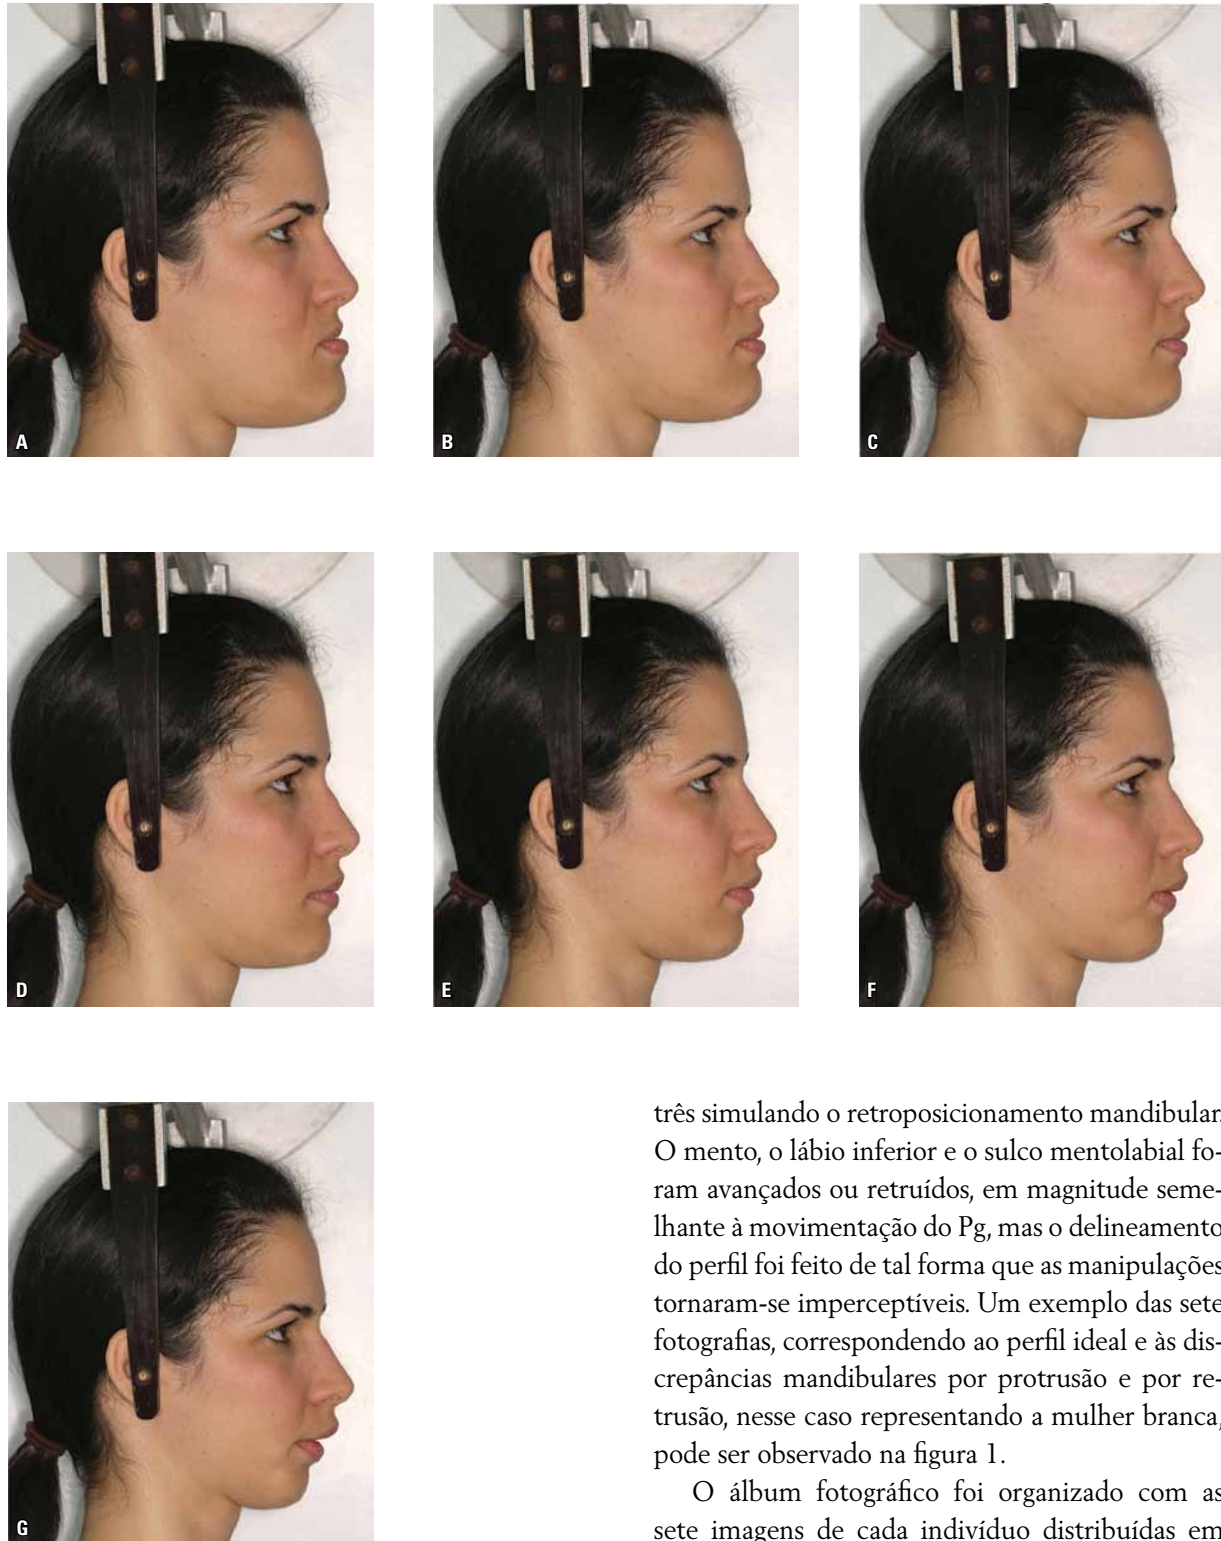 A
B
C
D
E
F
G
três simulando o retroposicionamento mandibular.
O mento, o lábio inferior e o sulco mentolabial fo-
ram avançados ou retruídos, em magnitude seme-
lhante à movimentação do Pg, mas o delineamento
do perfil foi feito de tal forma que as manipulações
tornaram-se imperceptíveis. Um exemplo das sete
fotografias, correspondendo ao perfil ideal e às dis-
crepâncias mandibulares por protrusão e por re-
trusão, nesse caso representando a mulher branca,
pode ser observado na figura 1.
O álbum fotográfico foi organizado com as
sete imagens de cada indivíduo distribuídas em